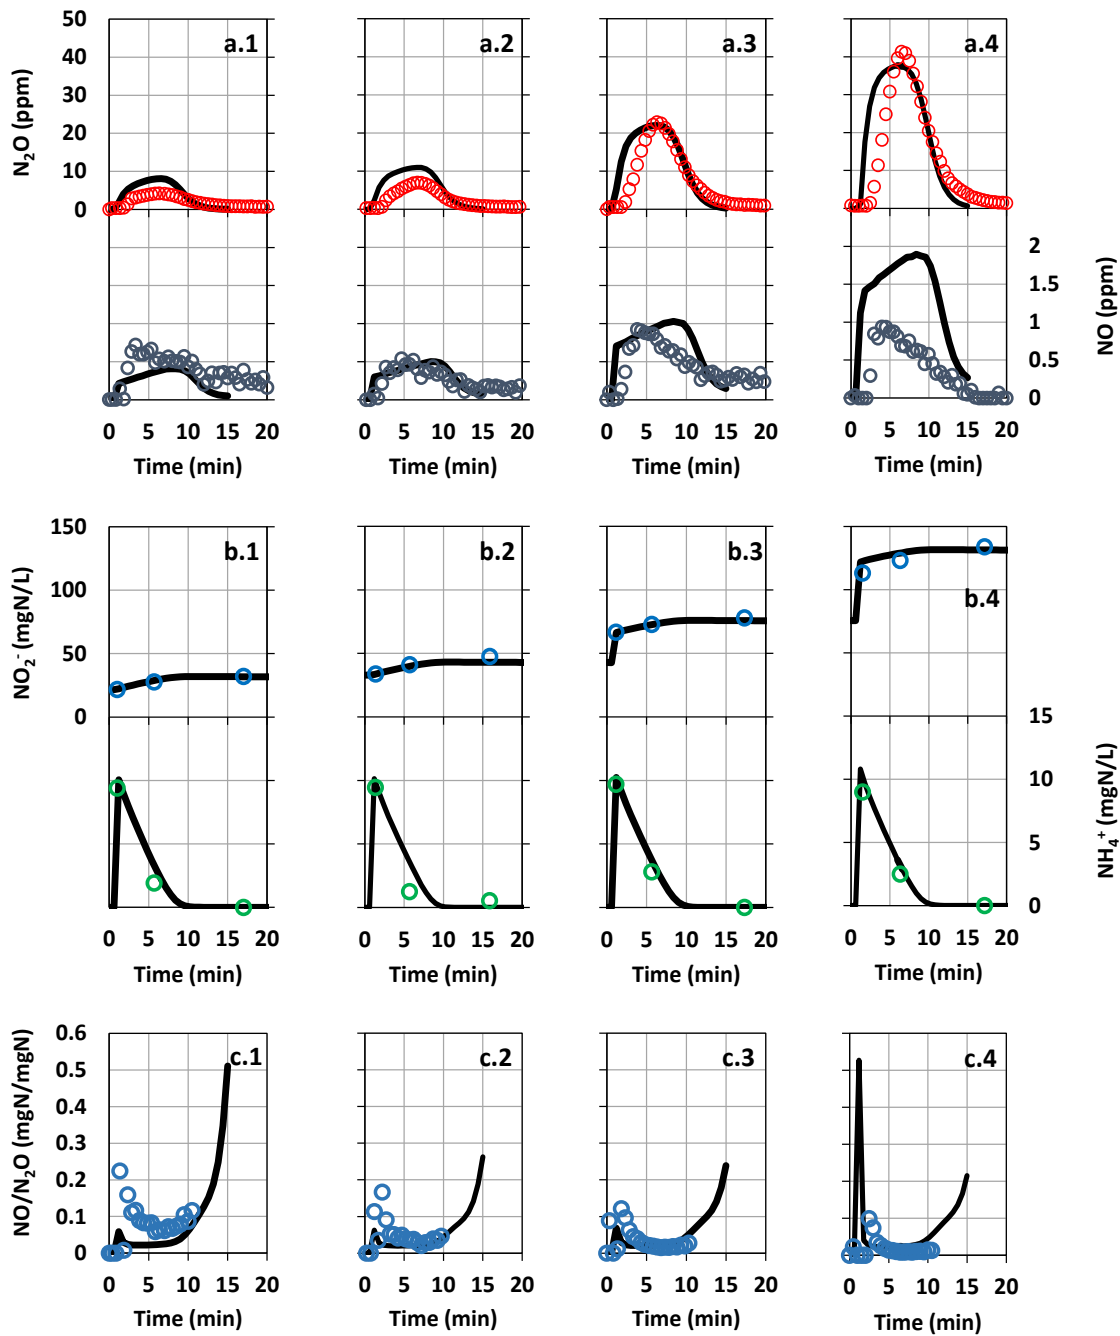 50
40
30
20
10
0
N₂O (ppm)
a.1
a.2
a.3
a.4
2
1.5
1
0.5
0
NO (ppm)
0 5 10 15 20
0 5 10 15 20
0 5 10 15 20
0 5 10 15 20
Time (min)
Time (min)
Time (min)
Time (min)
150
100
50
0
NO₂⁻ (mgN/L)
b.1
b.2
b.3
b.4
15
10
5
0
NH₄⁺ (mgN/L)
0 5 10 15 20
0 5 10 15 20
0 5 10 15 20
0 5 10 15 20
Time (min)
Time (min)
Time (min)
Time (min)
0.6
0.5
0.4
0.3
0.2
0.1
0
NO/N₂O (mgN/mgN)
c.1
c.2
c.3
c.4
0 5 10 15 20
0 5 10 15 20
0 5 10 15 20
0 5 10 15 20
Time (min)
Time (min)
Time (min)
Time (min)